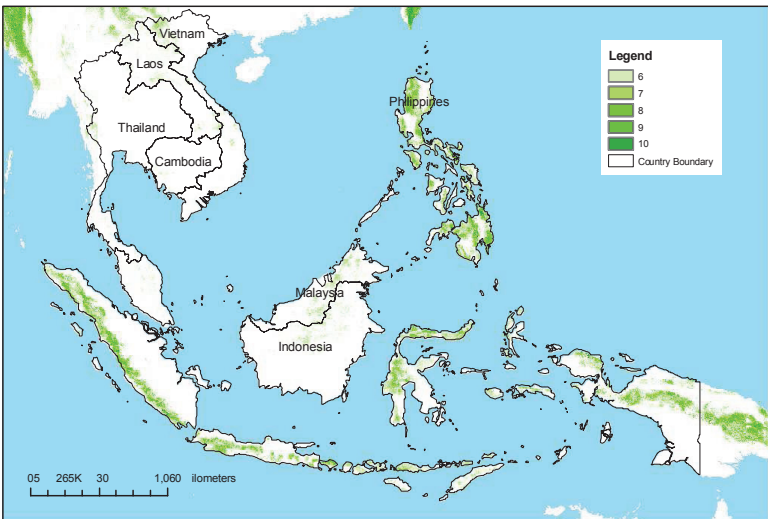 Vietnam
Laos
Thailand
Cambodia
Philippines
Malaysia
Indonesia
Legend
6
7
8
9
10
Country Boundary
05 265K 30 1,060 ilometers